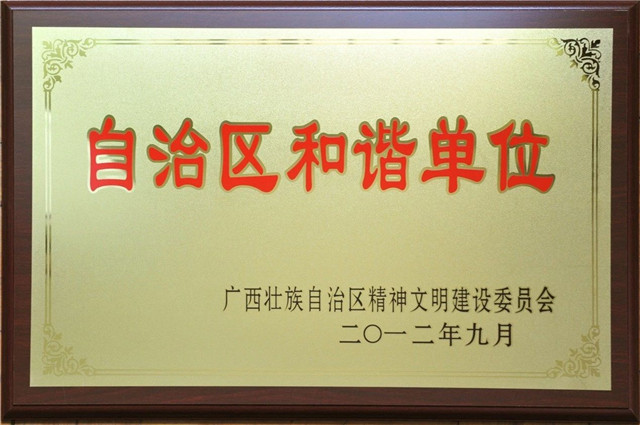 自治区和谐单位
广西壮族自治区精神文明建设委员会
二〇一二年九月